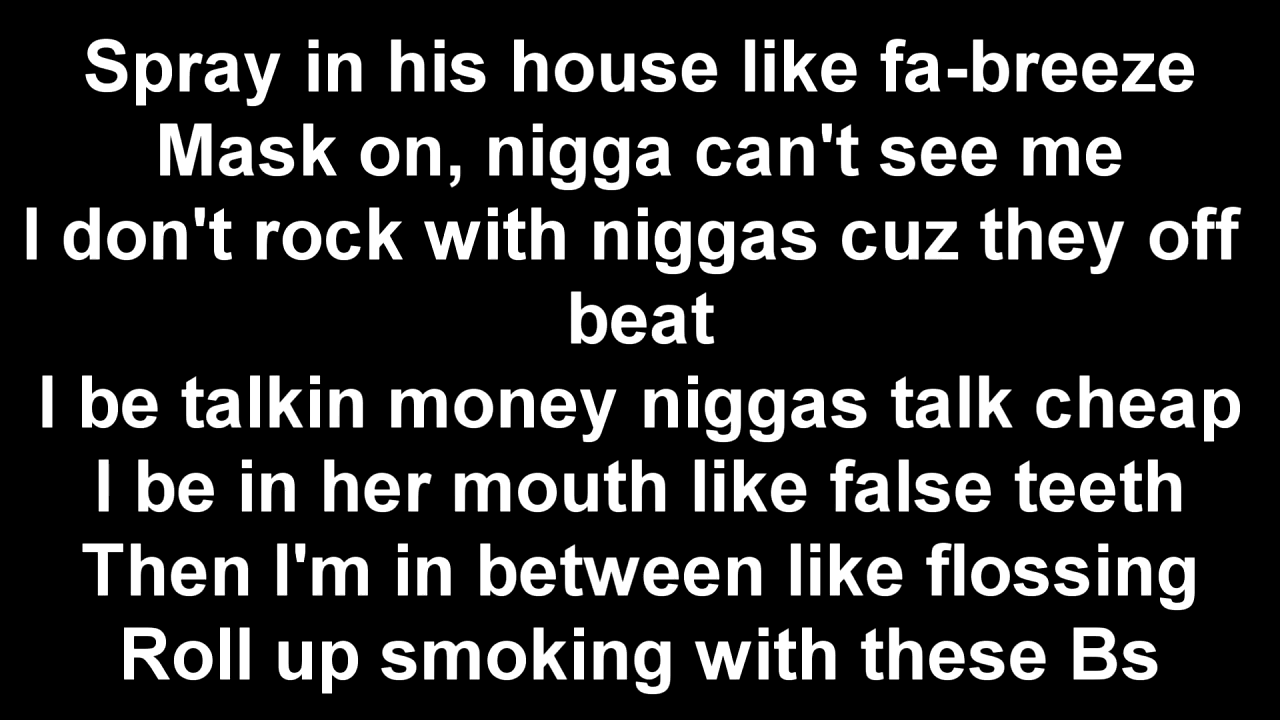 Spray in his house like fa-breeze
Mask on, nigga can't see me
I don't rock with niggas cuz they off
beat
I be talkin money niggas talk cheap
I be in her mouth like false teeth
Then I'm in between like flossing
Roll up smoking with these Bs